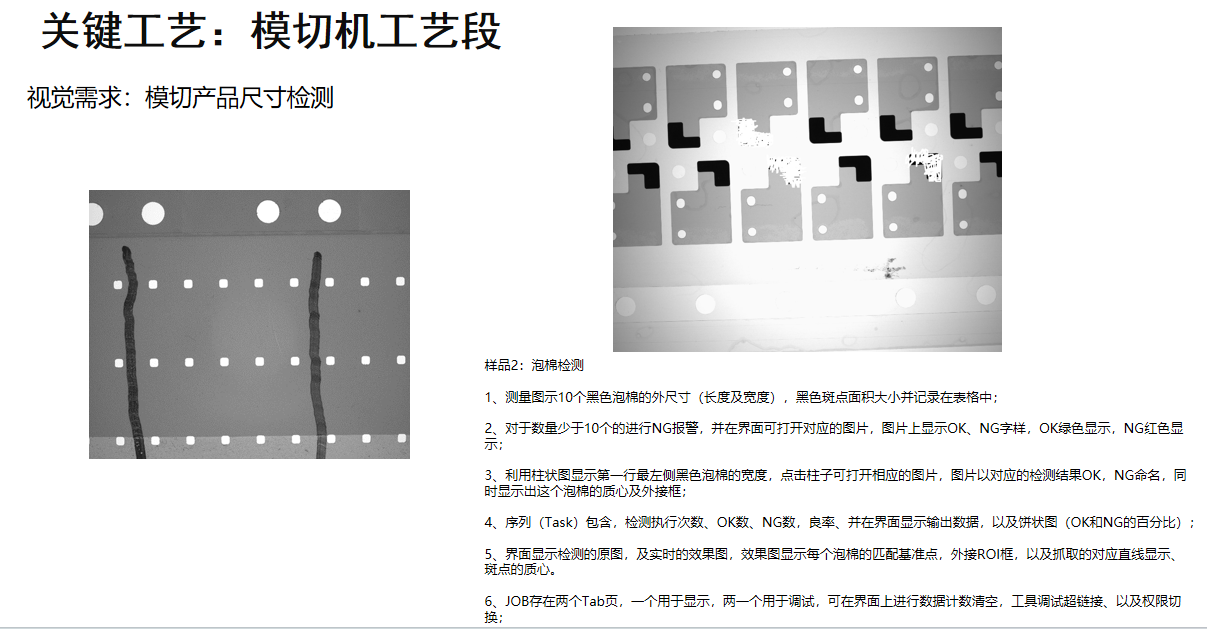 关键工艺：模切机工艺段
视觉需求：模切产品尺寸检测
样品2：泡棉检测
1、测量图示10个黑色泡棉的外尺寸（长度及宽度），黑色斑点面积大小并记录在表格中；
2、对于数量少于10个的进行NG报警，并在界面可打开对应的图片，图片上显示OK、NG字样，OK绿色显示，NG红色显
示；
3、利用柱状图显示第一行最左侧黑色泡棉的宽度，点击柱子可打开相应的图片，图片以对应的检测结果OK，NG命名，同
时显示出这个泡棉的质心及外接框；
4、序列（Task）包含，检测执行次数、OK数、NG数，良率、并在界面显示输出数据，以及饼状图（OK和NG的百分比）；
5、界面显示检测的原图，及实时的效果图，效果图显示每个泡棉的匹配基准点，外接ROI框，以及抓取的对应直线显示、
斑点的质心。
6、JOB存在两个Tab页，一个用于显示，两一个用于调试，可在界面上进行数据计数清空，工具调试超链接、以及权限切
换；